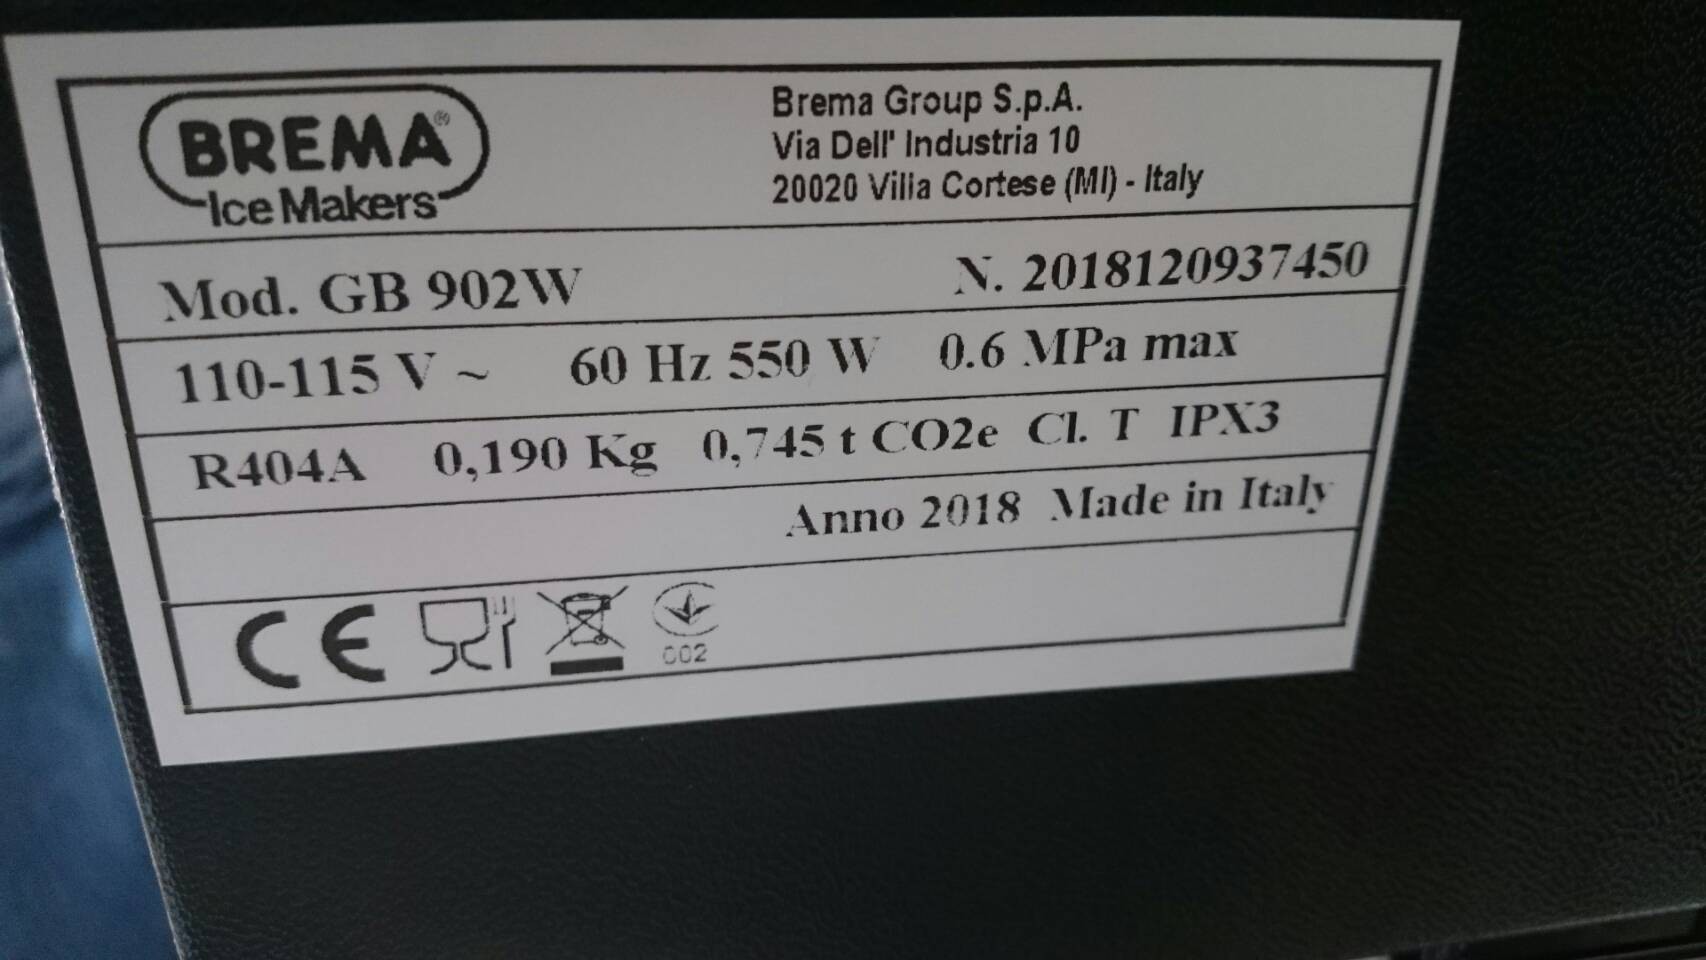 BREMA®
Ice Makers
Brema Group S.p.A.
Via Dell' Industria 10
20020 Villa Cortese (MI) - Italy
Mod. GB 902W N. 2018120937450
110-115 V ~ 60 Hz 550 W 0.6 MPa max
R404A 0,190 Kg 0,745 t CO2e Cl. T IPX3
Anno 2018 Made in Italy
CE
002